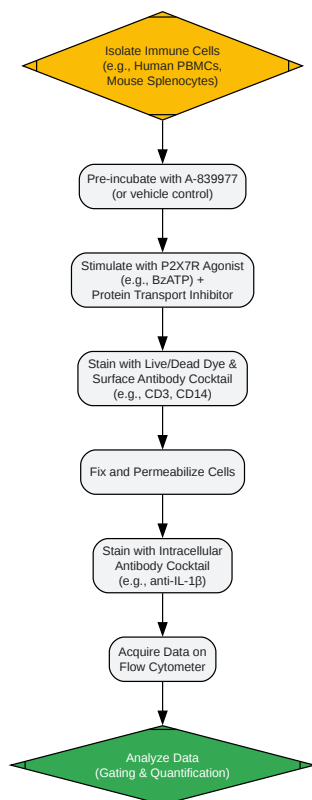 Isolate Immune Cells
(e.g., Human PBMCs,
Mouse Splenocytes)
Pre-incubate with A-839977
(or vehicle control)
Stimulate with P2X7R Agonist
(e.g., BzATP) +
Protein Transport Inhibitor
Stain with Live/Dead Dye &
Surface Antibody Cocktail
(e.g., CD3, CD14)
Fix and Permeabilize Cells
Stain with Intracellular
Antibody Cocktail
(e.g., anti-IL-1β)
Acquire Data on
Flow Cytometer
Analyze Data
(Gating & Quantification)